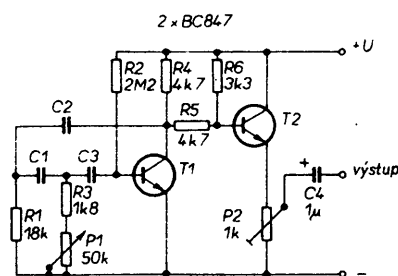 2 x BC847
+U
R2
2M2
R4
4k7
R6
3k3
C2
R5
4k7
T2
C1
C3
T1
výstup
+
C4
1µ
R3
1k8
R1
18k
P1
50k
P2
1k
–